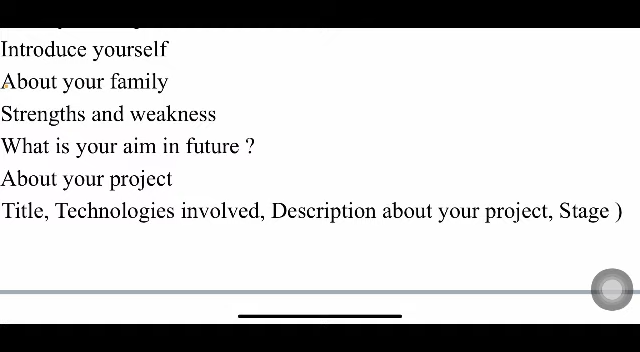 Introduce yourself
About your family
Strengths and weakness
What is your aim in future ?
About your project
Title, Technologies involved, Description about your project, Stage )